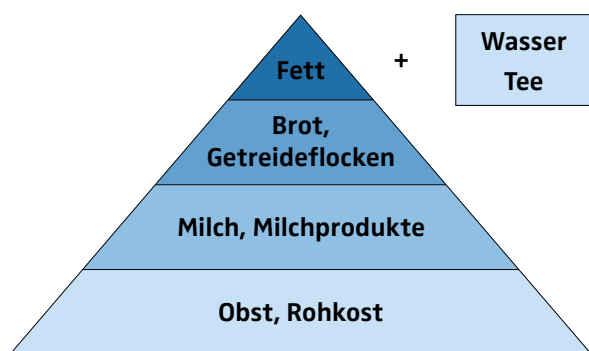 Fett
+
Wasser
Tee
Brot,
Getreideflocken
Milch, Milchprodukte
Obst, Rohkost